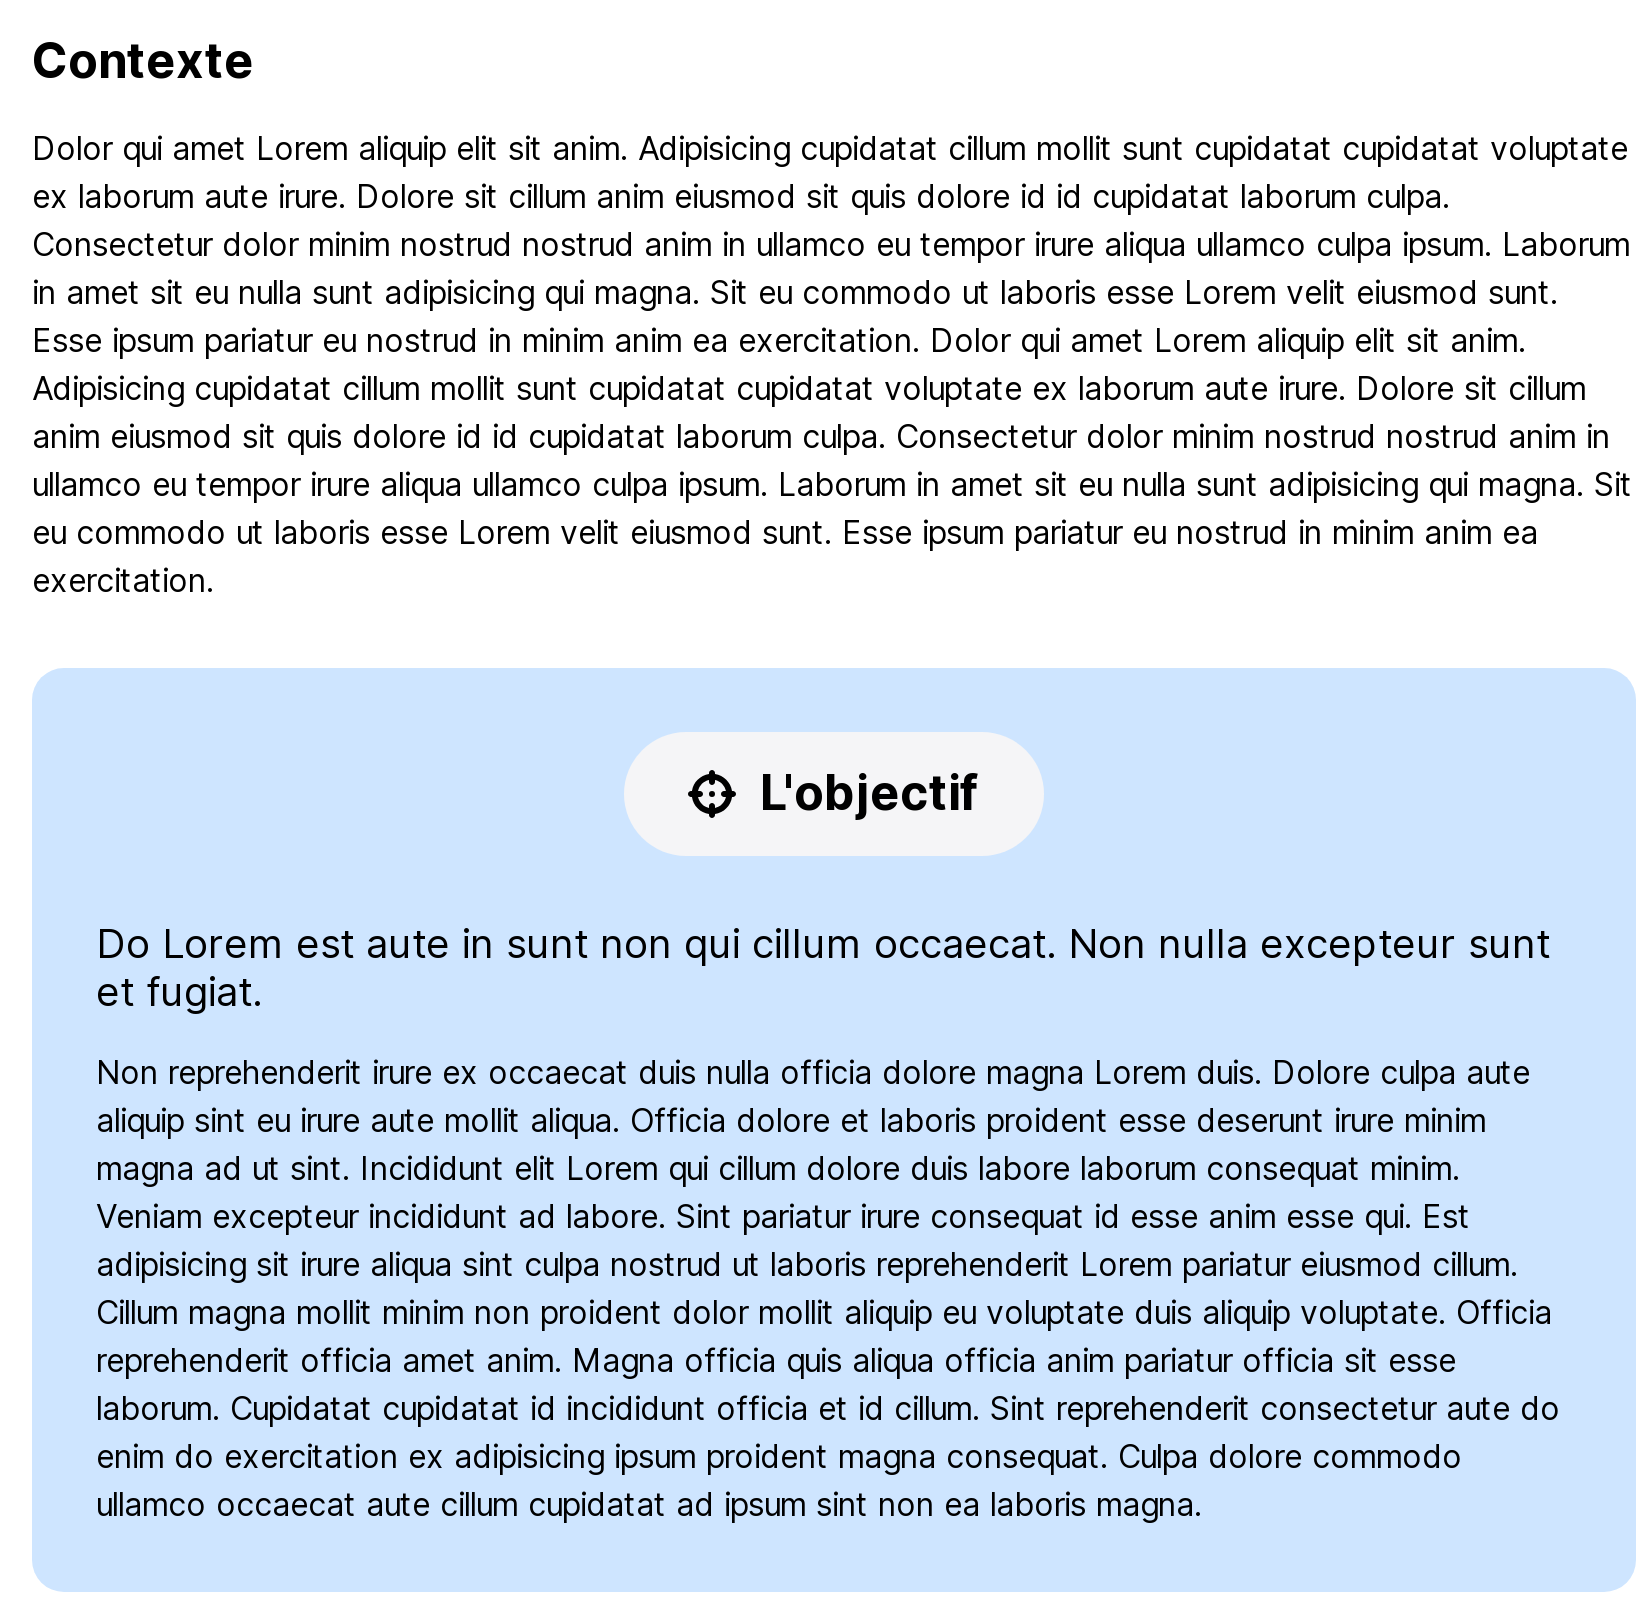 Contexte
Dolor qui amet Lorem aliquip elit sit anim. Adipisicing cupidatat cillum mollit sunt cupidatat cupidatat voluptate
ex laborum aute irure. Dolore sit cillum anim eiusmod sit quis dolore id id cupidatat laborum culpa.
Consectetur dolor minim nostrud nostrud anim in ullamco eu tempor irure aliqua ullamco culpa ipsum. Laborum
in amet sit eu nulla sunt adipisicing qui magna. Sit eu commodo ut laboris esse Lorem velit eiusmod sunt.
Esse ipsum pariatur eu nostrud in minim anim ea exercitation. Dolor qui amet Lorem aliquip elit sit anim.
Adipisicing cupidatat cillum mollit sunt cupidatat cupidatat voluptate ex laborum aute irure. Dolore sit cillum
anim eiusmod sit quis dolore id id cupidatat laborum culpa. Consectetur dolor minim nostrud nostrud anim in
ullamco eu tempor irure aliqua ullamco culpa ipsum. Laborum in amet sit eu nulla sunt adipisicing qui magna. Sit
eu commodo ut laboris esse Lorem velit eiusmod sunt. Esse ipsum pariatur eu nostrud in minim anim ea
exercitation.
L'objectif
Do Lorem est aute in sunt non qui cillum occaecat. Non nulla excepteur sunt
et fugiat.
Non reprehenderit irure ex occaecat duis nulla officia dolore magna Lorem duis. Dolore culpa aute
aliquip sint eu irure aute mollit aliqua. Officia dolore et laboris proident esse deserunt irure minim
magna ad ut sint. Incididunt elit Lorem qui cillum dolore duis labore laborum consequat minim.
Veniam excepteur incididunt ad labore. Sint pariatur irure consequat id esse anim esse qui. Est
adipisicing sit irure aliqua sint culpa nostrud ut laboris reprehenderit Lorem pariatur eiusmod cillum.
Cillum magna mollit minim non proident dolor mollit aliquip eu voluptate duis aliquip voluptate. Officia
reprehenderit officia amet anim. Magna officia quis aliqua officia anim pariatur officia sit esse
laborum. Cupidatat cupidatat id incididunt officia et id cillum. Sint reprehenderit consectetur aute do
enim do exercitation ex adipisicing ipsum proident magna consequat. Culpa dolore commodo
ullamco occaecat aute cillum cupidatat ad ipsum sint non ea laboris magna.